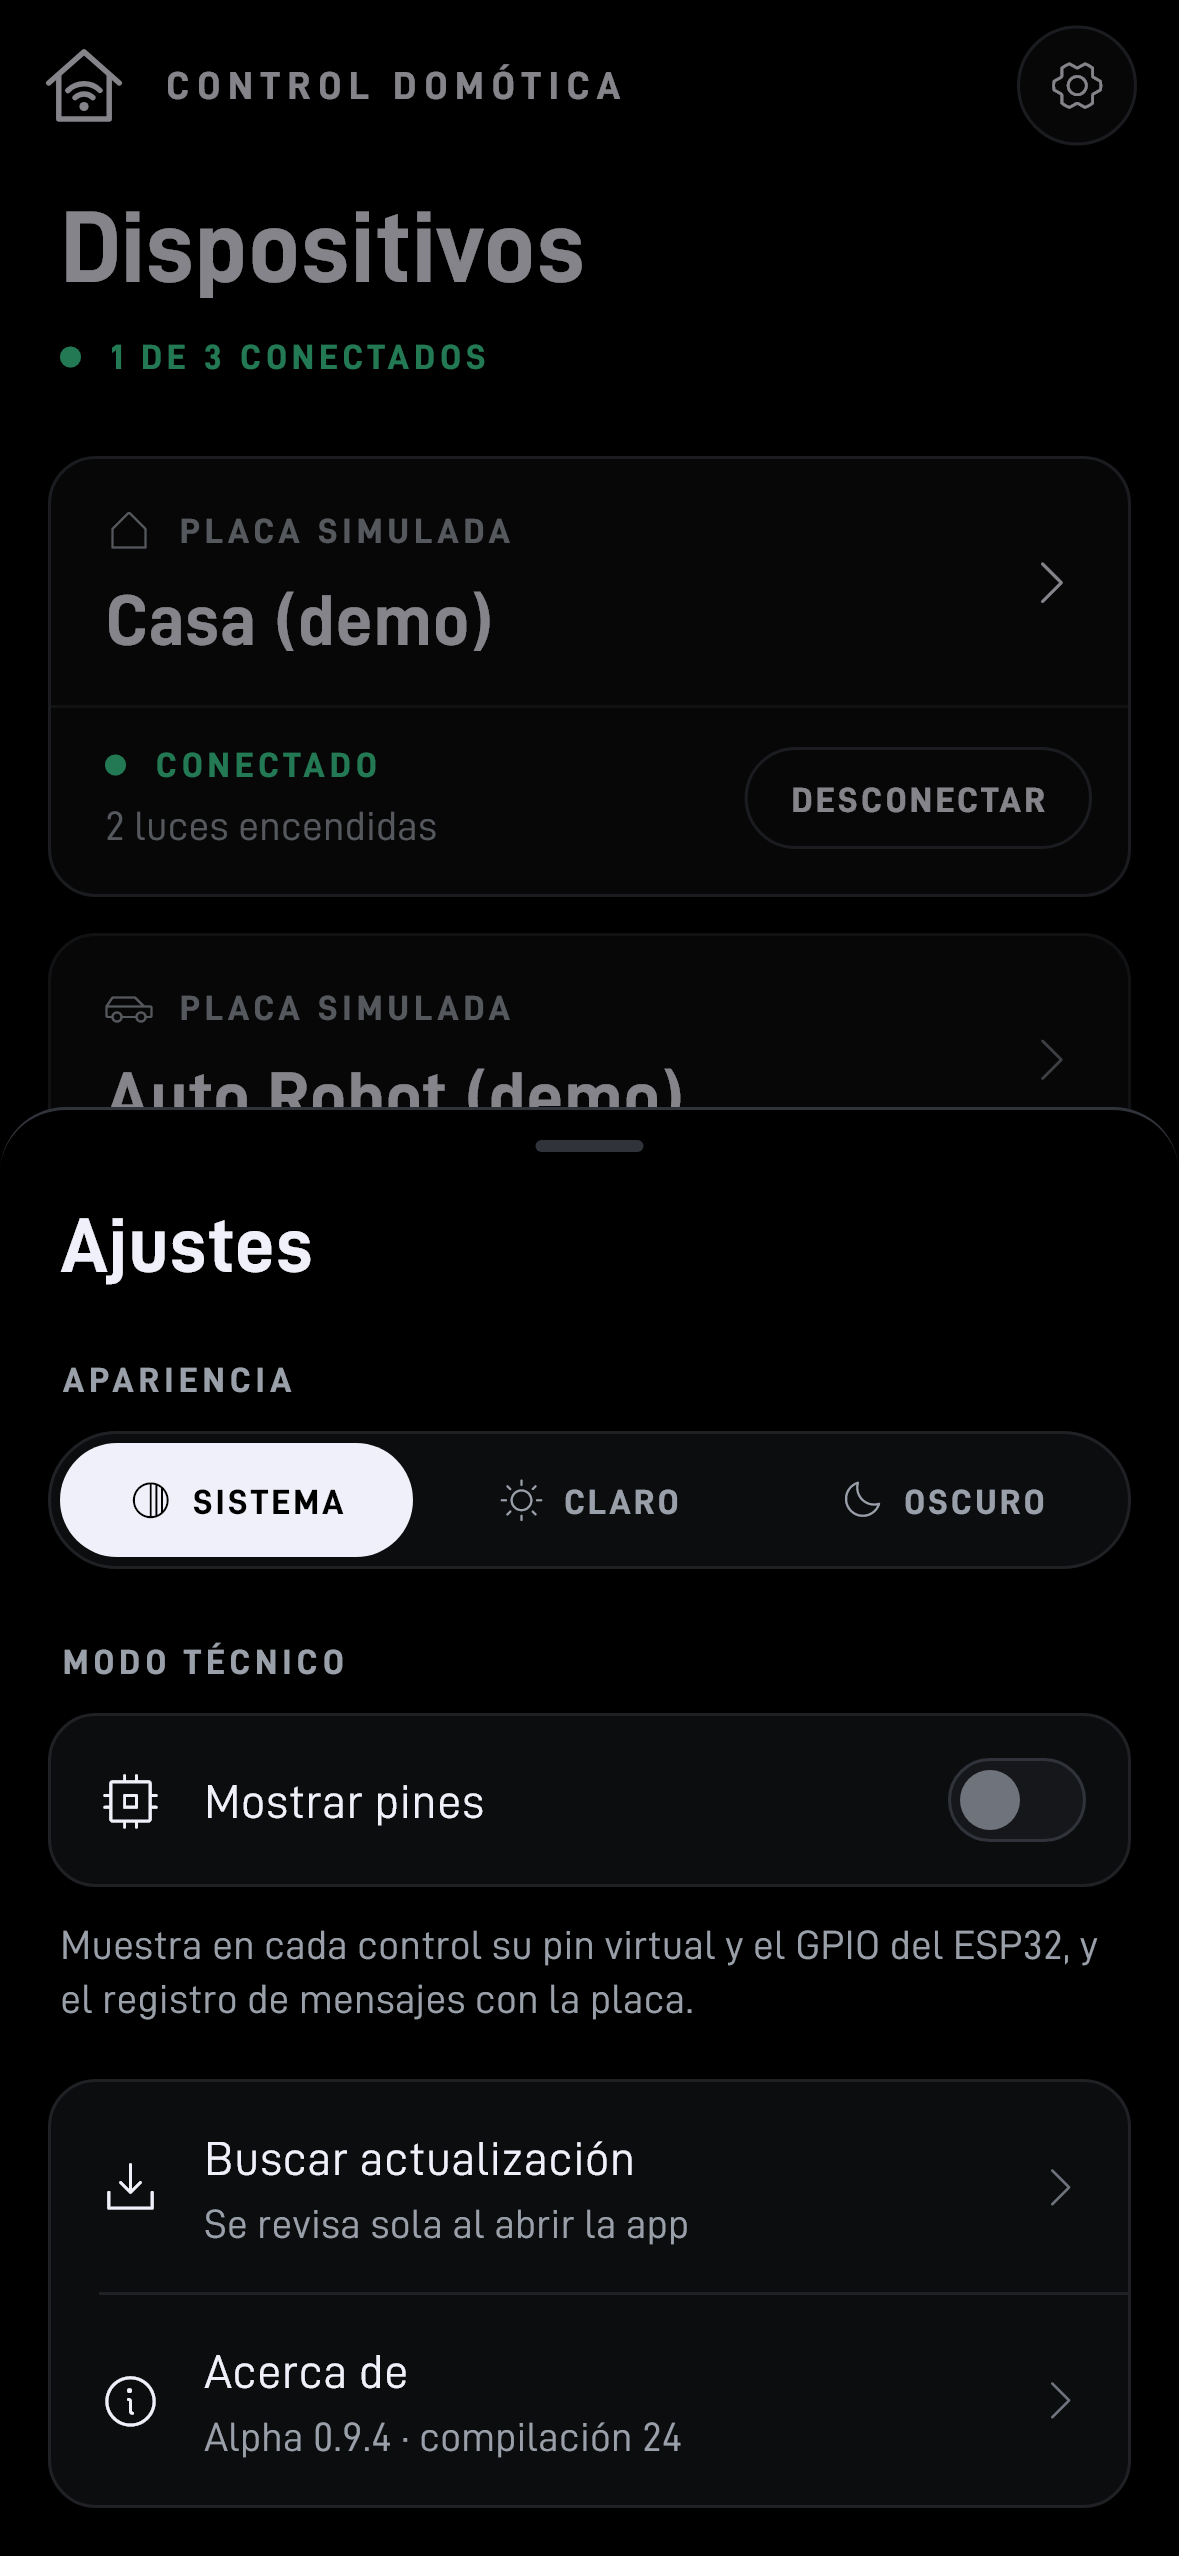 CONTROL DOMÓTICA
Dispositivos
1 DE 3 CONECTADOS
PLACA SIMULADA
Casa (demo)
CONECTADO
2 luces encendidas
DESCONECTAR
PLACA SIMULADA
Auto Robot (demo)
Ajustes
APARIENCIA
SISTEMA
CLARO
OSCURO
MODO TÉCNICO
Mostrar pines
Muestra en cada control su pin virtual y el GPIO del ESP32, y
el registro de mensajes con la placa.
Buscar actualización
Se revisa sola al abrir la app
Acerca de
Alpha 0.9.4 · compilación 24